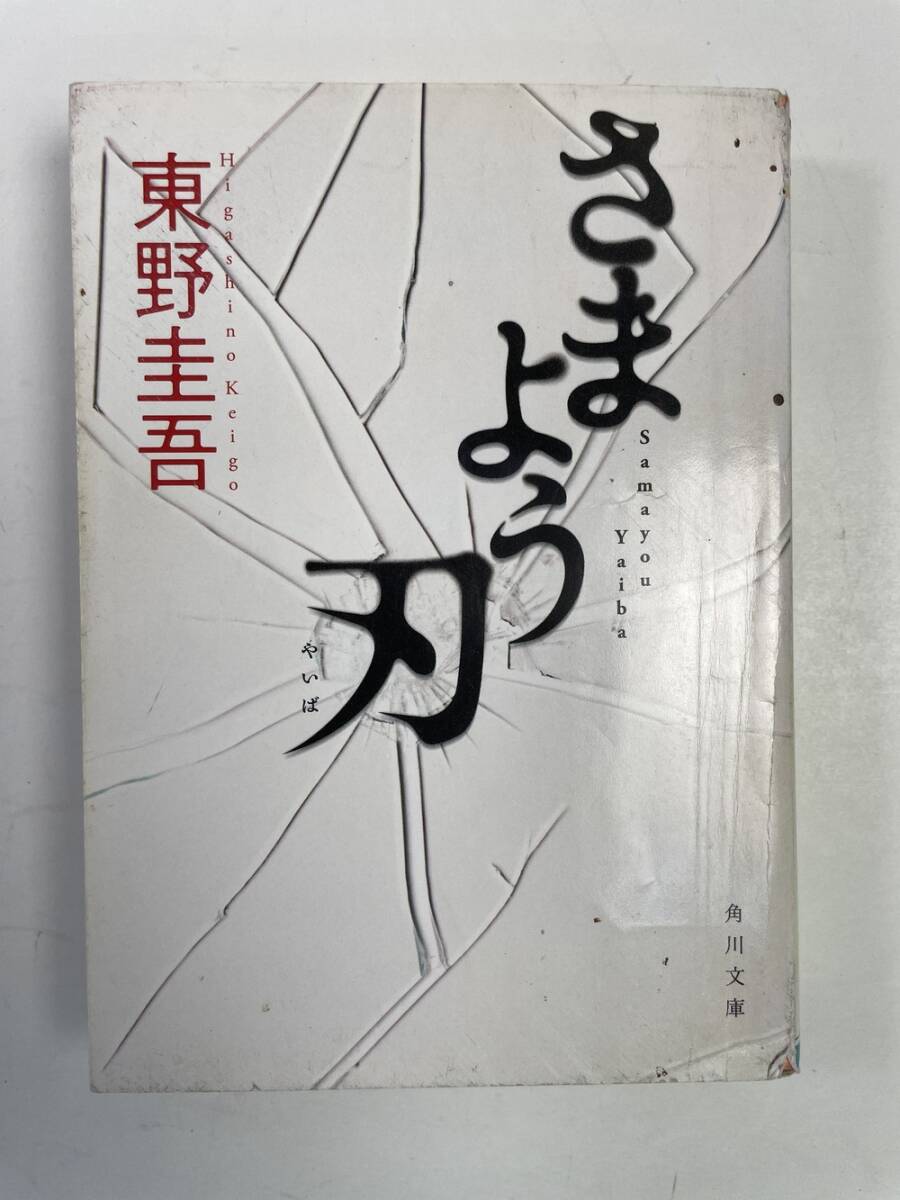 さまよう刃
やいば
Samayou
Yaiba
東野圭吾
Higashino Keigo
角川文庫